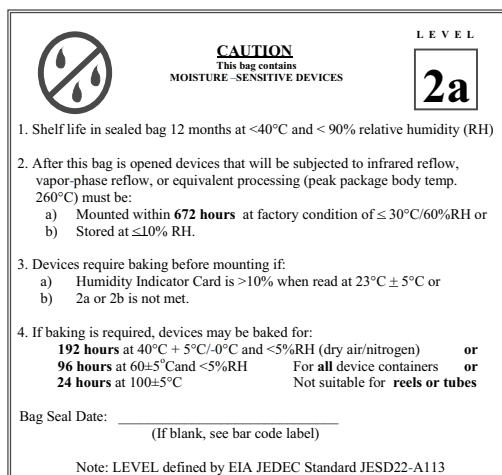 L E V E L
CAUTION
This bag contains
MOISTURE –SENSITIVE DEVICES
2a
1. Shelf life in sealed bag 12 months at <40°C and < 90% relative humidity (RH)
2. After this bag is opened devices that will be subjected to infrared reflow,
vapor-phase reflow, or equivalent processing (peak package body temp.
260°C) must be:
a) Mounted within 672 hours at factory condition of ≤ 30°C/60%RH or
b) Stored at ≤10% RH.
3. Devices require baking before mounting if:
a) Humidity Indicator Card is >10% when read at 23°C ± 5°C or
b) 2a or 2b is not met.
4. If baking is required, devices may be baked for:
192 hours at 40°C + 5°C/-0°C and <5%RH (dry air/nitrogen) or
96 hours at 60±5°Cand <5%RH For all device containers or
24 hours at 100±5°C Not suitable for reels or tubes
Bag Seal Date: ______________________________
(If blank, see bar code label)
Note: LEVEL defined by EIA JEDEC Standard JESD22-A113